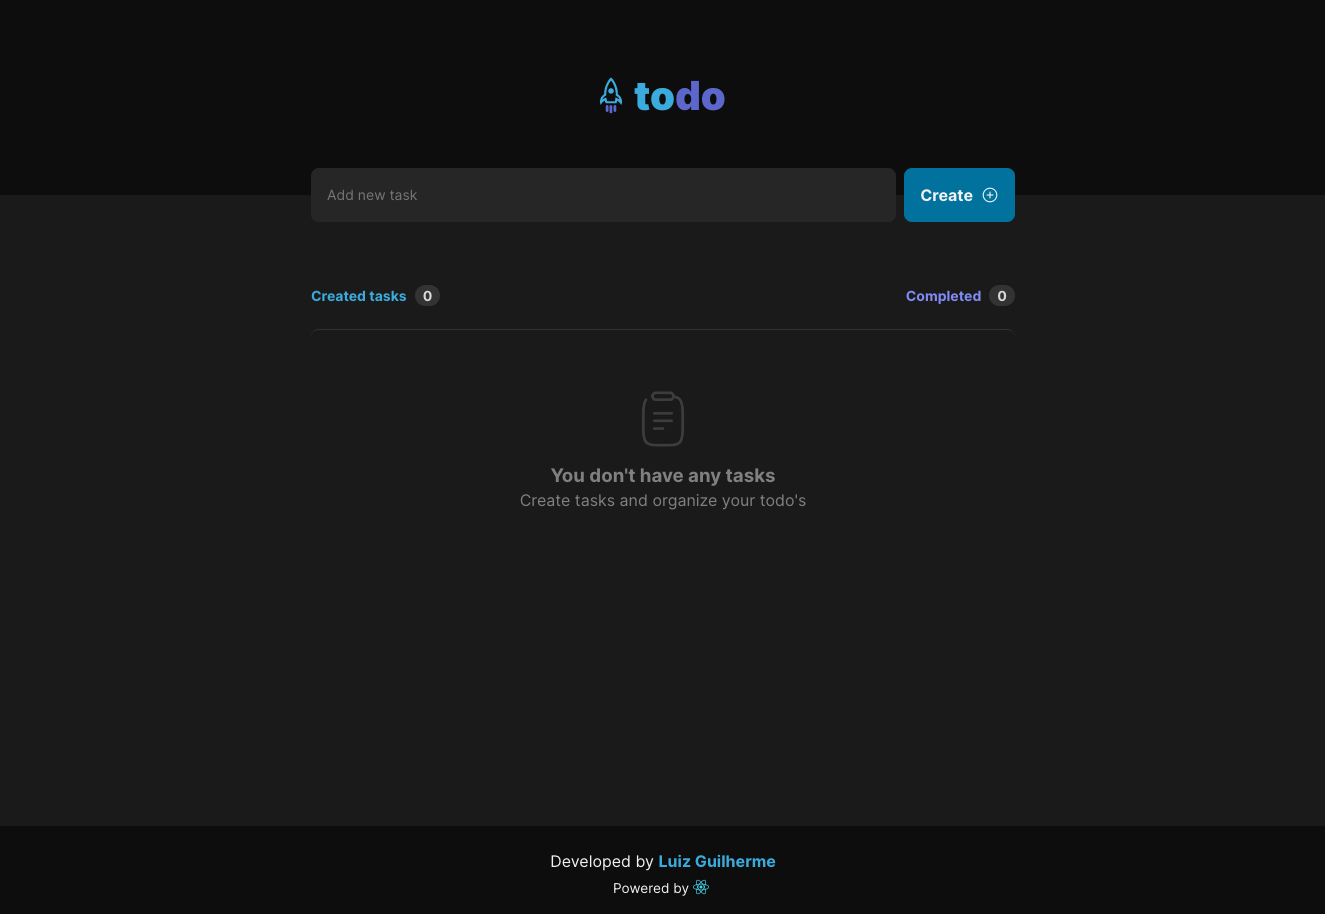 todo
Add new task
Create
Created tasks 0
Completed 0
You don't have any tasks
Create tasks and organize your todo's
Developed by Luiz Guilherme
Powered by